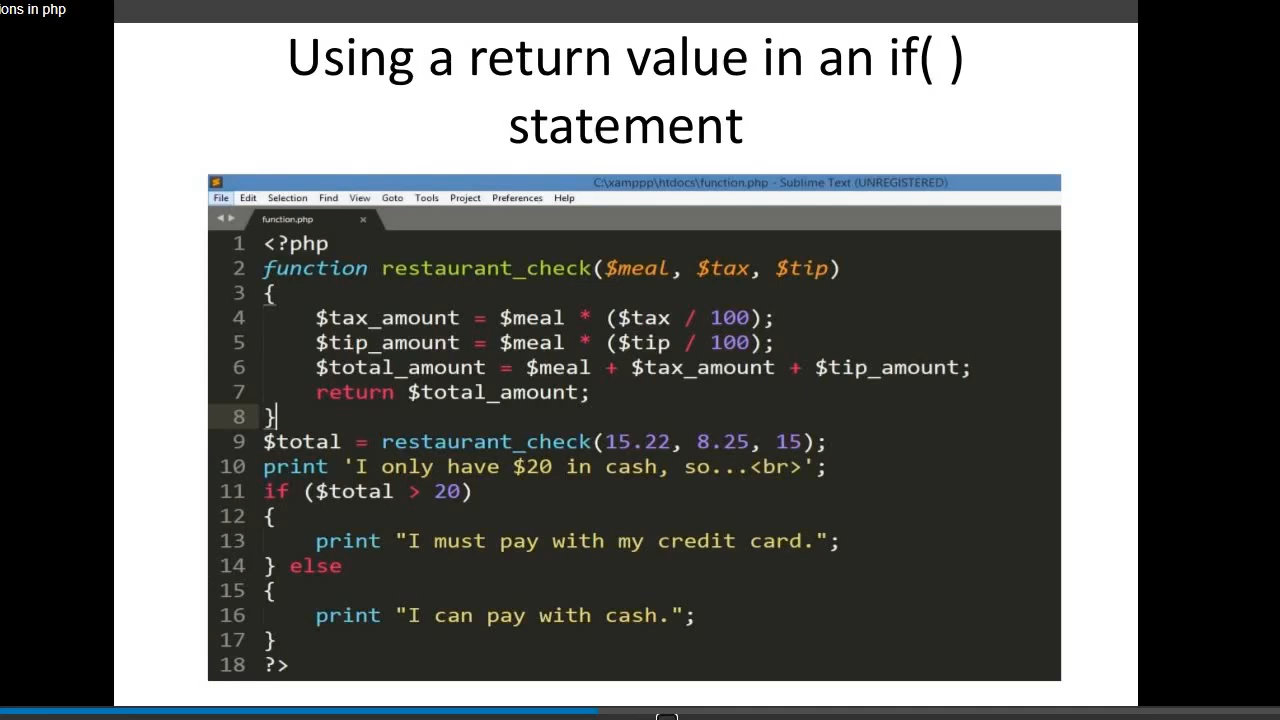 ons in php
Using a return value in an if( )
statement
C:\xamppp\htdocs\function.php - Sublime Text (UNREGISTERED)
File Edit Selection Find View Goto Tools Project Preferences Help
function.php ×
1 <?php
2 function restaurant_check($meal, $tax, $tip)
3 {
4 $tax_amount = $meal * ($tax / 100);
5 $tip_amount = $meal * ($tip / 100);
6 $total_amount = $meal + $tax_amount + $tip_amount;
7 return $total_amount;
8 }
9 $total = restaurant_check(15.22, 8.25, 15);
10 print 'I only have $20 in cash, so...<br>';
11 if ($total > 20)
12 {
13 print "I must pay with my credit card.";
14 } else
15 {
16 print "I can pay with cash.";
17 }
18 ?>